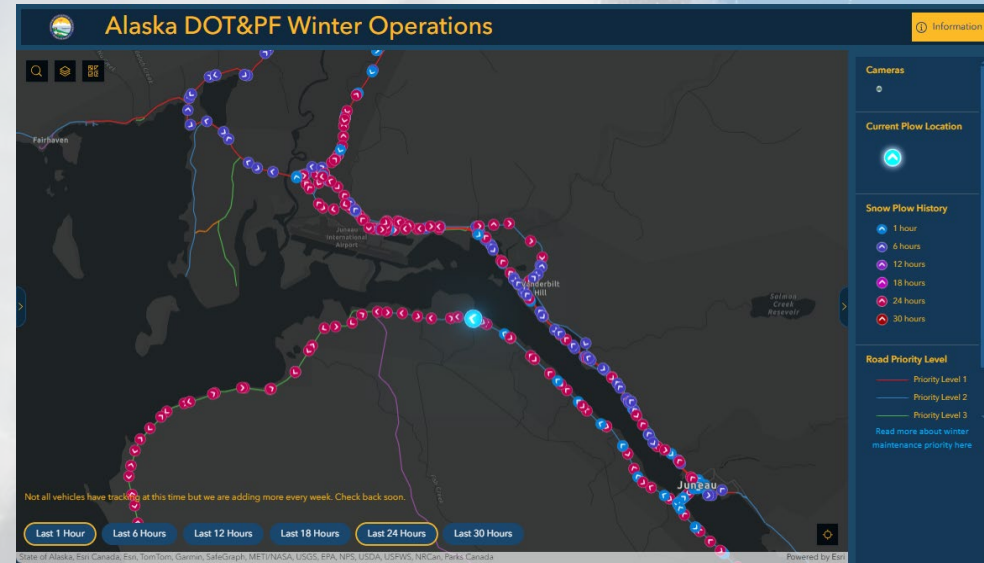 Alaska DOT&PF Winter Operations
Information
Fairhaven
Juneau
International
Airport
Vanderbilt
Hill
Salmon
Creek
Resevoir
Juneau
Not all vehicles have tracking at this time but we are adding more every week. Check back soon.
Last 1 Hour
Last 6 Hours
Last 12 Hours
Last 18 Hours
Last 24 Hours
Last 30 Hours
State of Alaska, Esri Canada, Esri, TomTom, Garmin, SafeGraph, METI/NASA, USGS, EPA, NPS, USDA, USFWS, NRCan, Parks Canada
Powered by Esri
Cameras
Current Plow Location
Snow Plow History
1 hour
6 hours
12 hours
18 hours
24 hours
30 hours
Road Priority Level
Priority Level 1
Priority Level 2
Priority Level 3
Read more about winter
maintenance priority here